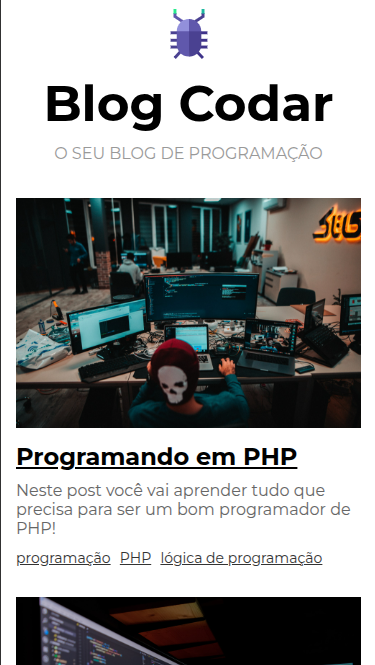 Blog Codar
O SEU BLOG DE PROGRAMAÇÃO
Programando em PHP
Neste post você vai aprender tudo que
precisa para ser um bom programador de
PHP!
programação PHP lógica de programação